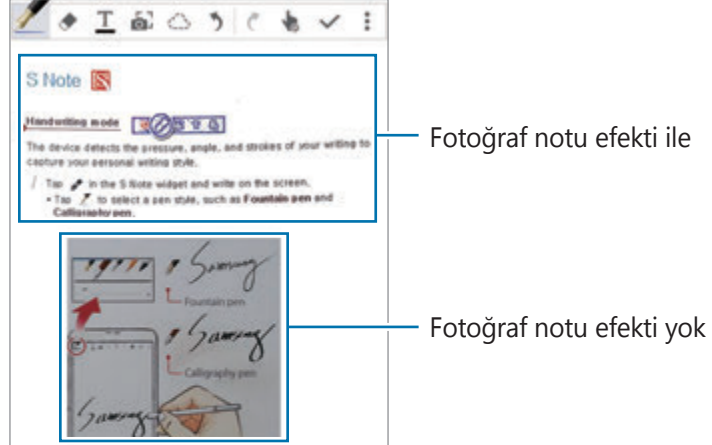 T
S Note
Handwriting mode
The device detects the pressure, angle, and strokes of your writing to
capture your personal writing style.
Tap in the S Note widget and write on the screen.
• Tap to select a pen style, such as Fountain pen and
Calligraphy pen.
Fotoğraf notu efekti ile
Samsung
Fountain pen
Samsung
Calligraphy pen
Samsung
Fotoğraf notu efekti yok